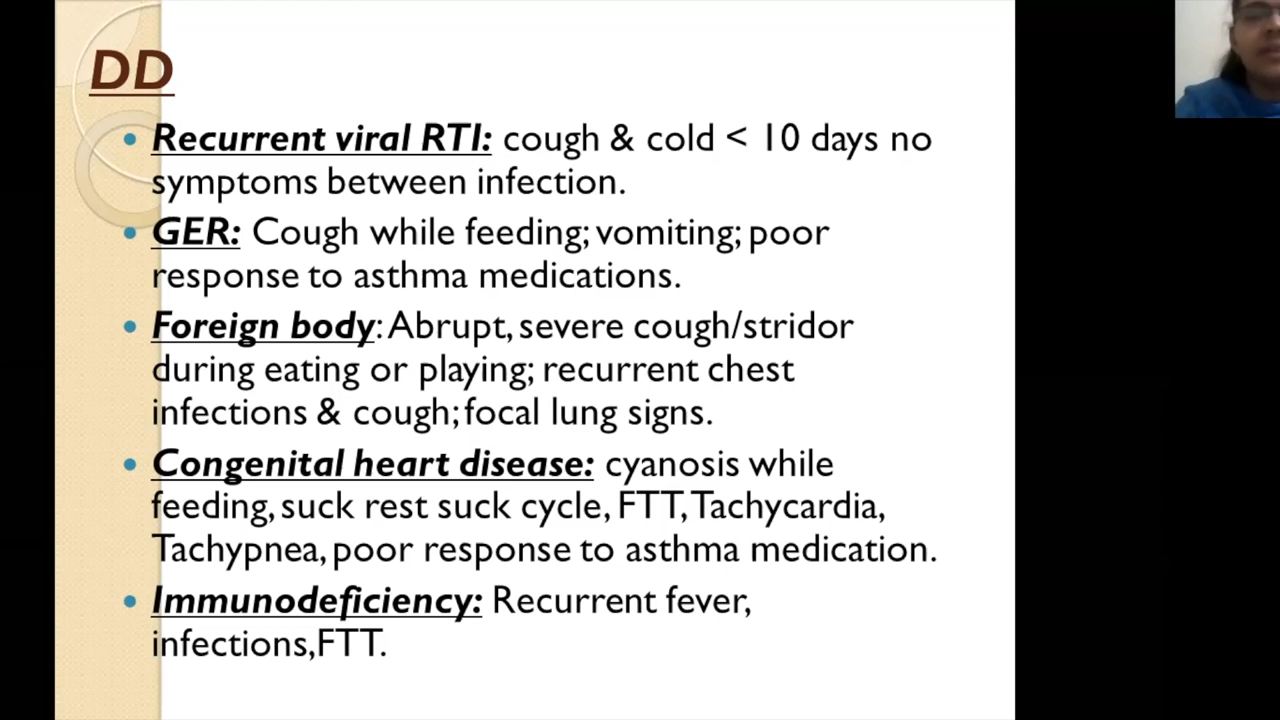 DD
Recurrent viral RTI: cough & cold < 10 days no
symptoms between infection.
GER: Cough while feeding; vomiting; poor
response to asthma medications.
Foreign body: Abrupt, severe cough/stridor
during eating or playing; recurrent chest
infections & cough; focal lung signs.
Congenital heart disease: cyanosis while
feeding, suck rest suck cycle, FTT, Tachycardia,
Tachypnea, poor response to asthma medication.
Immunodeficiency: Recurrent fever,
infections,FTT.